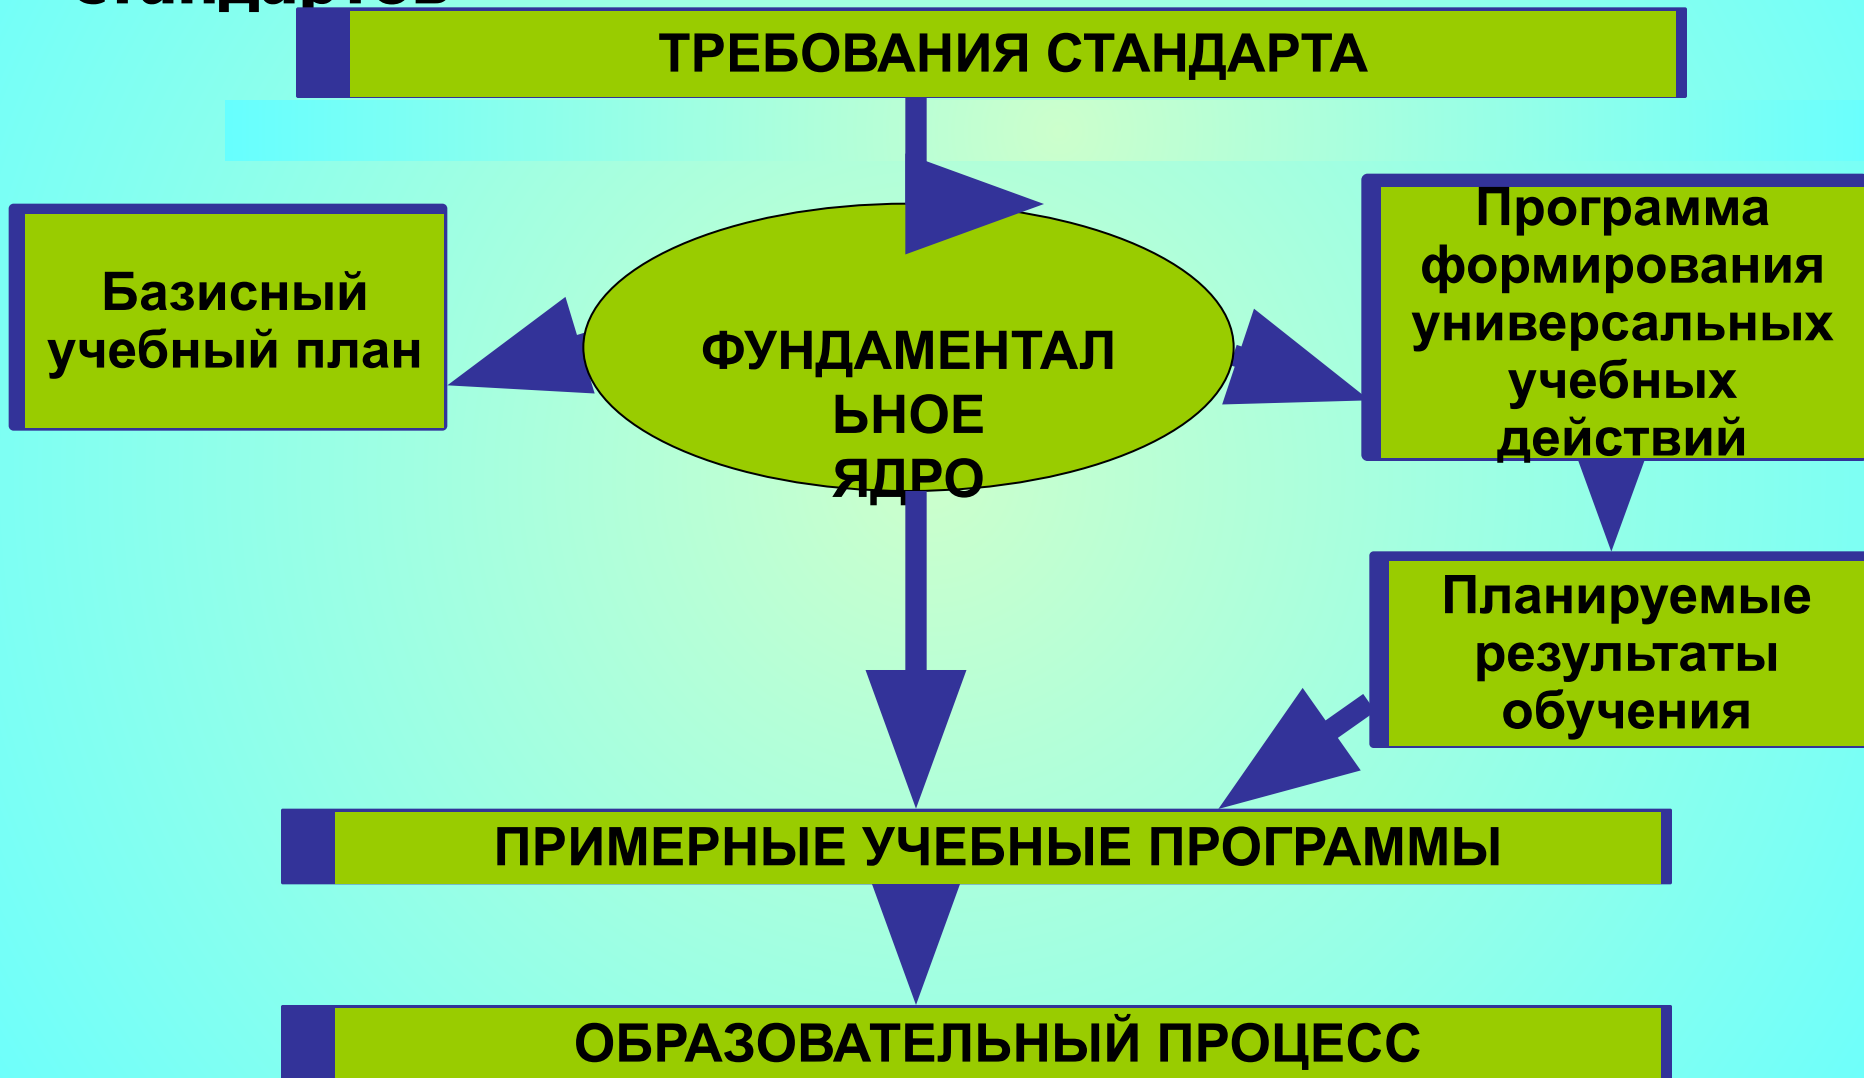 стандартов
ТРЕБОВАНИЯ СТАНДАРТА
Базисный
учебный план
ФУНДАМЕНТАЛ
ЬНОЕ
ЯДРО
Программа
формирования
универсальных
учебных
действий
Планируемые
результаты
обучения
ПРИМЕРНЫЕ УЧЕБНЫЕ ПРОГРАММЫ
ОБРАЗОВАТЕЛЬНЫЙ ПРОЦЕСС